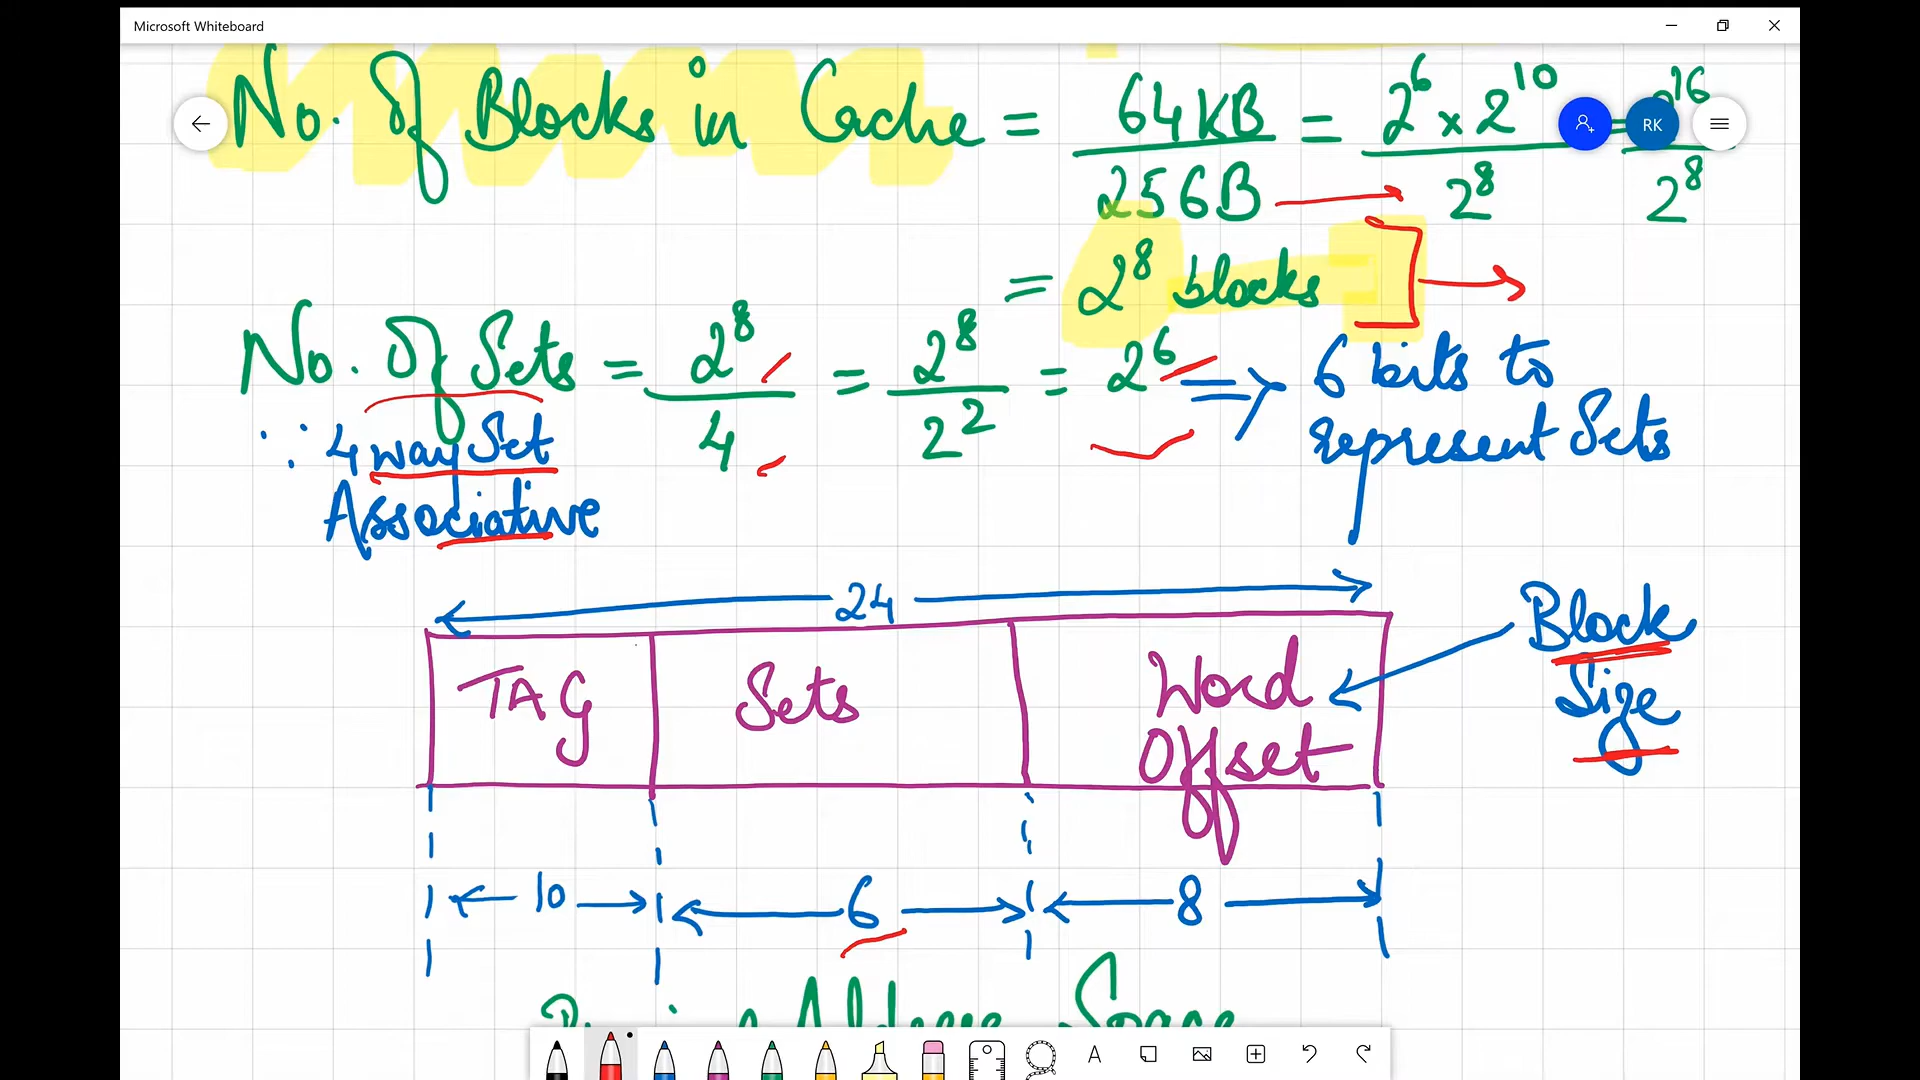 Microsoft Whiteboard
No. Of Blocks in Cache = 64KB / 256B = 2^6 x 2^10 / 2^8 = 2^16 / 2^8
RK
= 2^8 blocks
No. Of Sets = 2^8 / 4 = 2^8 / 2^2 = 2^6 => 6 bits to
represent Sets
∵ 4 way Set
Associative
24
Block
Size
TAG Sets Word
Offset
10 6 8
Address Space
A